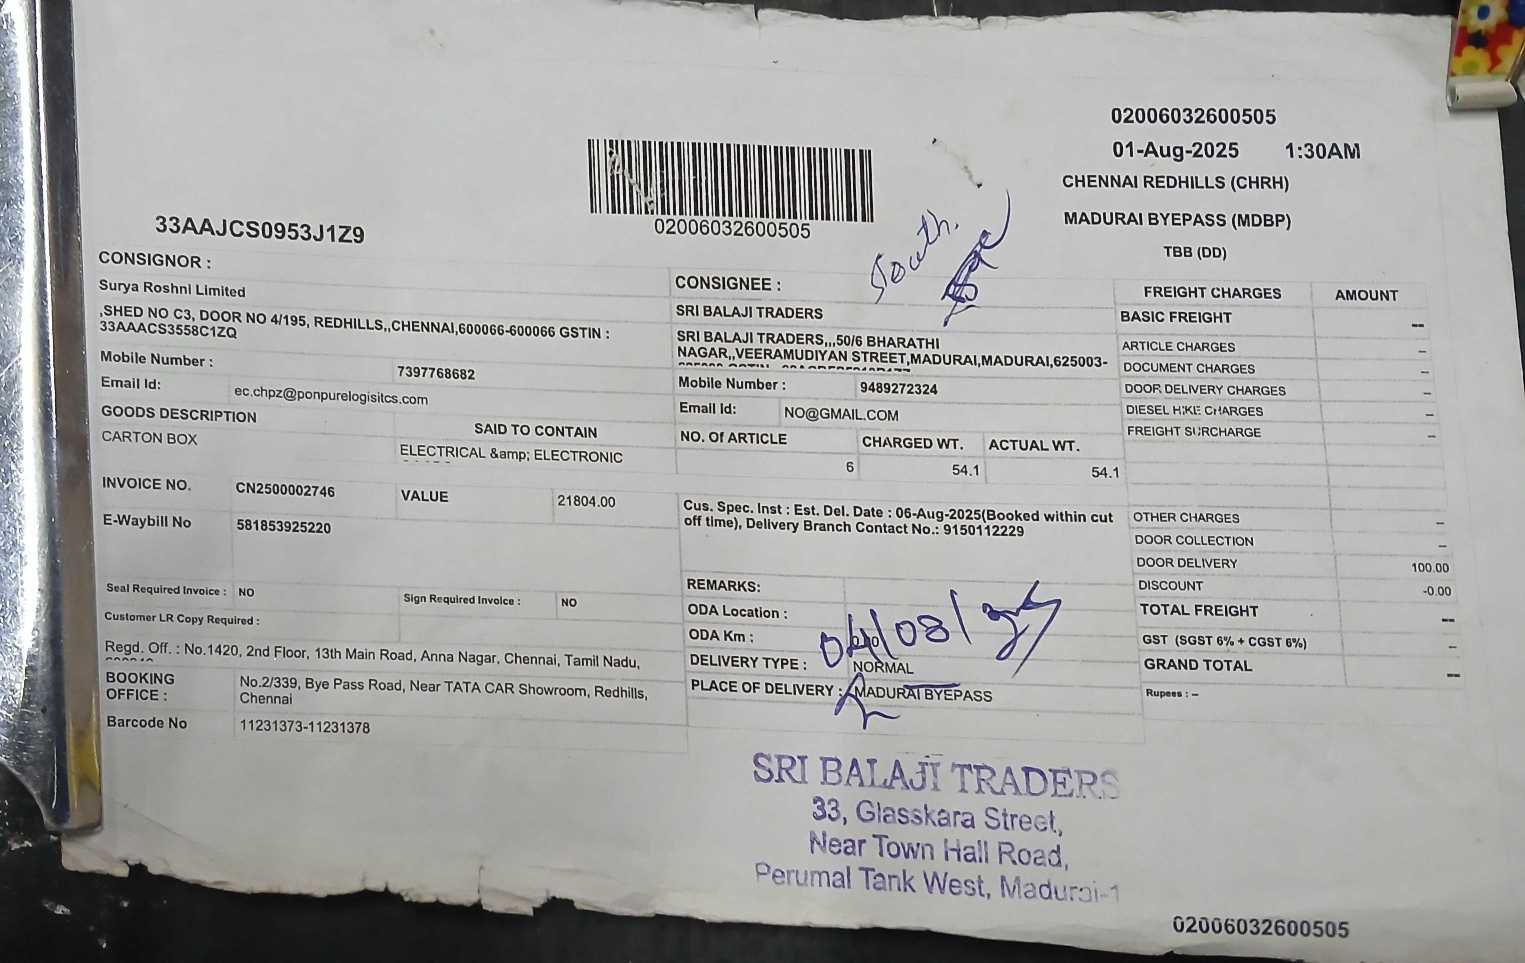 02006032600505
01-Aug-2025 1:30AM
CHENNAI REDHILLS (CHRH)
MADURAI BYEPASS (MDBP)
TBB (DD)
02006032600505
33AAJCS0953J1Z9
South.
CONSIGNOR :
Surya Roshni Limited
,SHED NO C3, DOOR NO 4/195, REDHILLS,,CHENNAI,600066-600066 GSTIN :
33AAACS3558C1ZQ
Mobile Number : 7397768682
Email Id: ec.chpz@ponpurelogisitcs.com
GOODS DESCRIPTION SAID TO CONTAIN
CARTON BOX ELECTRICAL &amp; ELECTRONIC
INVOICE NO. CN2500002746 VALUE 21804.00
E-Waybill No 581853925220
Seal Required Invoice : NO Sign Required Invoice : NO
Customer LR Copy Required :
Regd. Off. : No.1420, 2nd Floor, 13th Main Road, Anna Nagar, Chennai, Tamil Nadu,
BOOKING OFFICE : No.2/339, Bye Pass Road, Near TATA CAR Showroom, Redhills,
Chennai
Barcode No 11231373-11231378
CONSIGNEE :
SRI BALAJI TRADERS
SRI BALAJI TRADERS,,,50/6 BHARATHI
NAGAR,,VEERAMUDIYAN STREET,MADURAI,MADURAI,625003-
Mobile Number : 9489272324
Email Id: NO@GMAIL.COM
NO. Of ARTICLE CHARGED WT. ACTUAL WT.
6 54.1 54.1
Cus. Spec. Inst : Est. Del. Date : 06-Aug-2025(Booked within cut
off time), Delivery Branch Contact No.: 9150112229
REMARKS:
ODA Location :
ODA Km :
DELIVERY TYPE : NORMAL
PLACE OF DELIVERY : MADURAI BYEPASS
FREIGHT CHARGES AMOUNT
BASIC FREIGHT --
ARTICLE CHARGES --
DOCUMENT CHARGES --
DOOR DELIVERY CHARGES --
DIESEL HIKE CHARGES --
FREIGHT SURCHARGE --
OTHER CHARGES --
DOOR COLLECTION --
DOOR DELIVERY 100.00
DISCOUNT -0.00
TOTAL FREIGHT --
GST (SGST 6% + CGST 6%) --
GRAND TOTAL --
Rupees : --
SRI BALAJI TRADERS
33, Glasskara Street,
Near Town Hall Road,
Perumal Tank West, Madurai-1
02006032600505